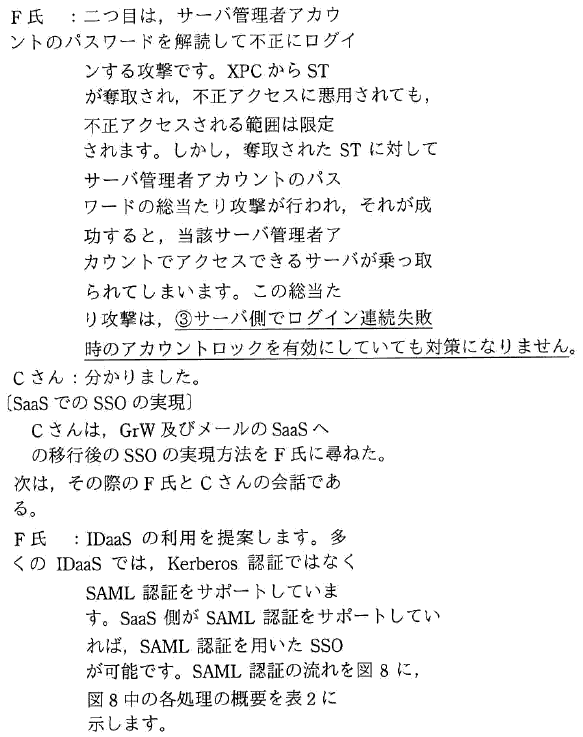 F氏　：二つ目は，サーバ管理者アカウ
ントのパスワードを解読して不正にログイ
ンする攻撃です。XPC から ST
が奪取され，不正アクセスに悪用されても，
不正アクセスされる範囲は限定
されます。しかし，奪取された ST に対して
サーバ管理者アカウントのパス
ワードの総当たり攻撃が行われ，それが成
功すると，当該サーバ管理者ア
カウントでアクセスできるサーバが乗っ取
られてしまいます。この総当た
り攻撃は，③サーバ側でログイン連続失敗
時のアカウントロックを有効にしていても対策になりません。
Cさん：分かりました。
〔SaaS での SSO の実現〕
Cさんは，GrW 及びメールの SaaS へ
の移行後の SSO の実現方法をF氏に尋ねた。
次は，その際のF氏とCさんの会話であ
る。
F氏　：IDaaS の利用を提案します。多
くの IDaaS では，Kerberos 認証ではなく
SAML 認証をサポートしていま
す。SaaS 側が SAML 認証をサポートしてい
れば，SAML 認証を用いた SSO
が可能です。SAML 認証の流れを図8に，
図8中の各処理の概要を表2に
示します。